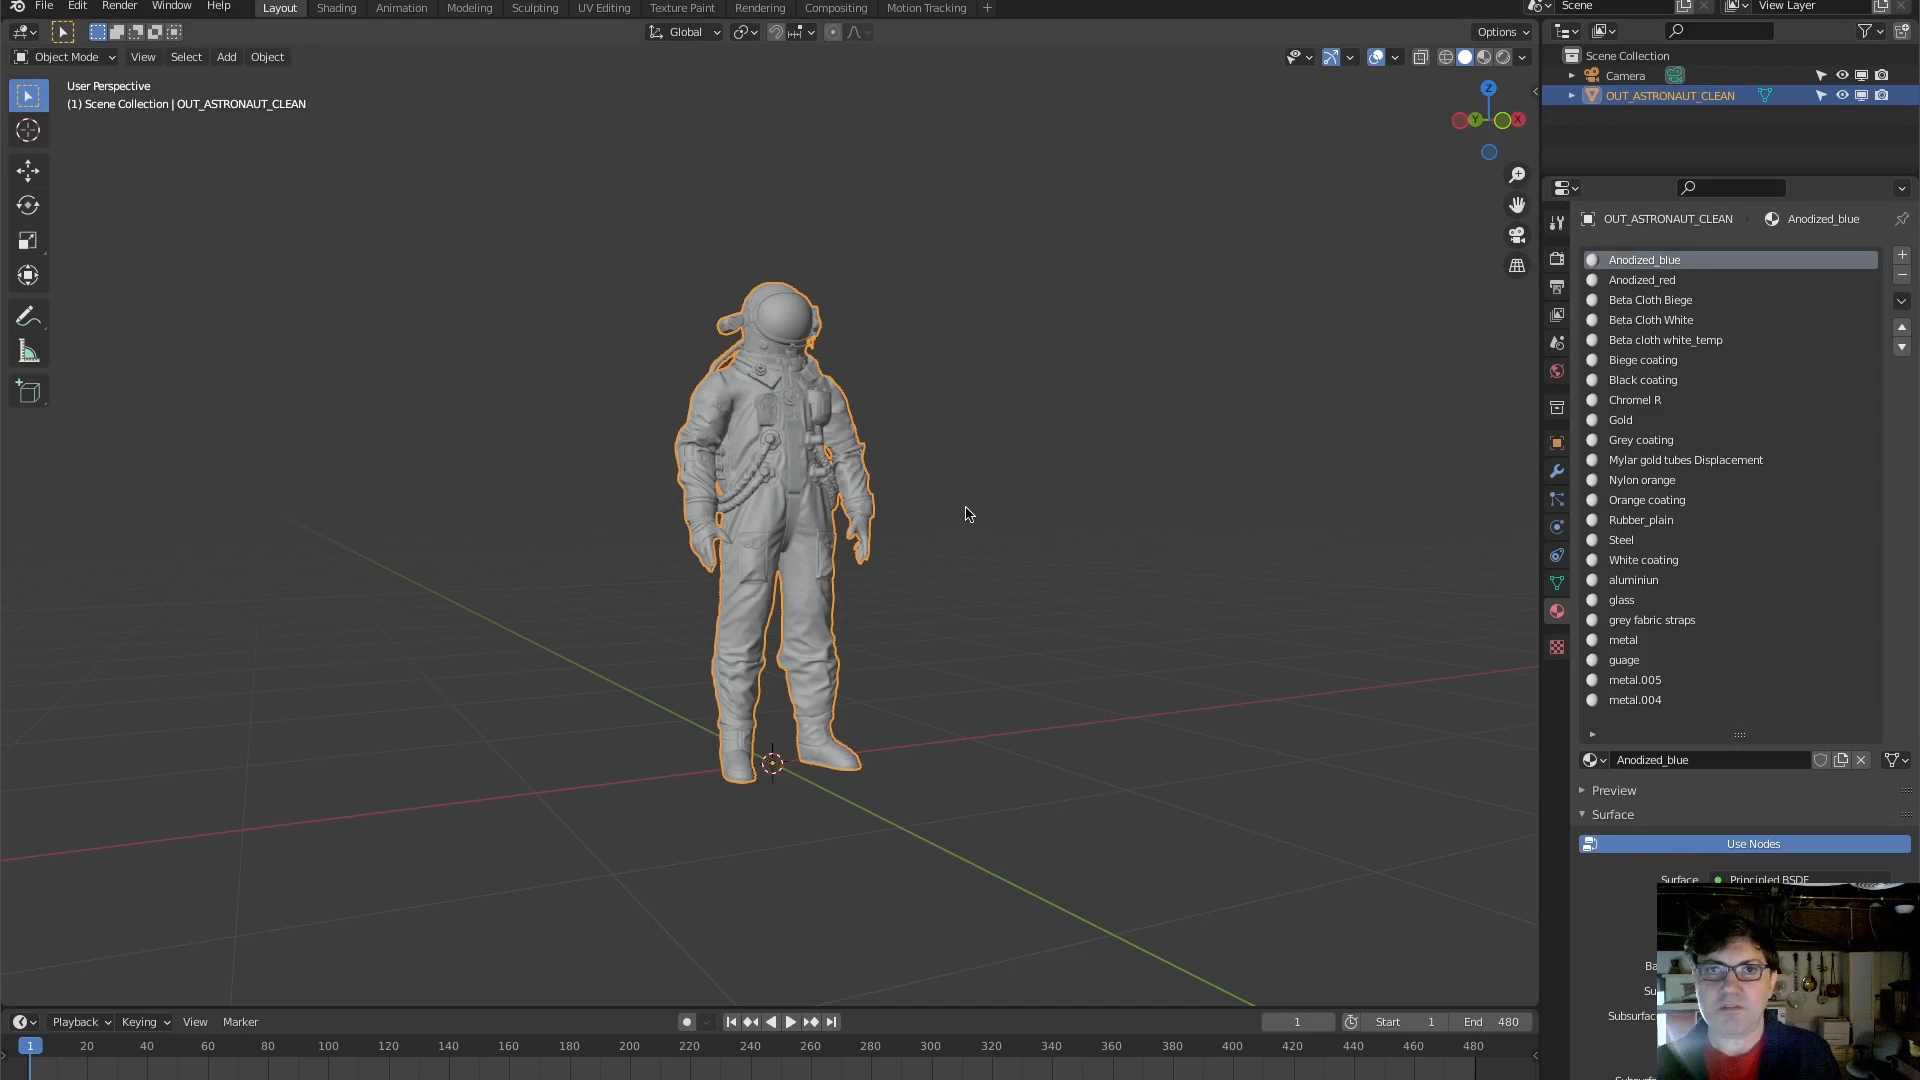 File Edit Render Window Help Layout Shading Animation Modeling Sculpting UV Editing Texture Paint Rendering Compositing Motion Tracking + Scene View Layer
Global Options
Object Mode View Select Add Object
User Perspective
(1) Scene Collection | OUT_ASTRONAUT_CLEAN
Z
Y X
Scene Collection
Camera
OUT_ASTRONAUT_CLEAN
OUT_ASTRONAUT_CLEAN Anodized_blue
Anodized_blue
Anodized_red
Beta Cloth Biege
Beta Cloth White
Beta cloth white_temp
Biege coating
Black coating
Chromel R
Gold
Grey coating
Mylar gold tubes Displacement
Nylon orange
Orange coating
Rubber_plain
Steel
White coating
aluminiun
glass
grey fabric straps
metal
guage
metal.005
metal.004
Anodized_blue
Preview
Surface
Use Nodes
Surface Principled BSDF
Ba
Su
Subsurfac
Playback Keying View Marker 1 Start 1 End 480
1 20 40 60 80 100 120 140 160 180 200 220 240 260 280 300 320 340 360 380 400 420 440 460 480